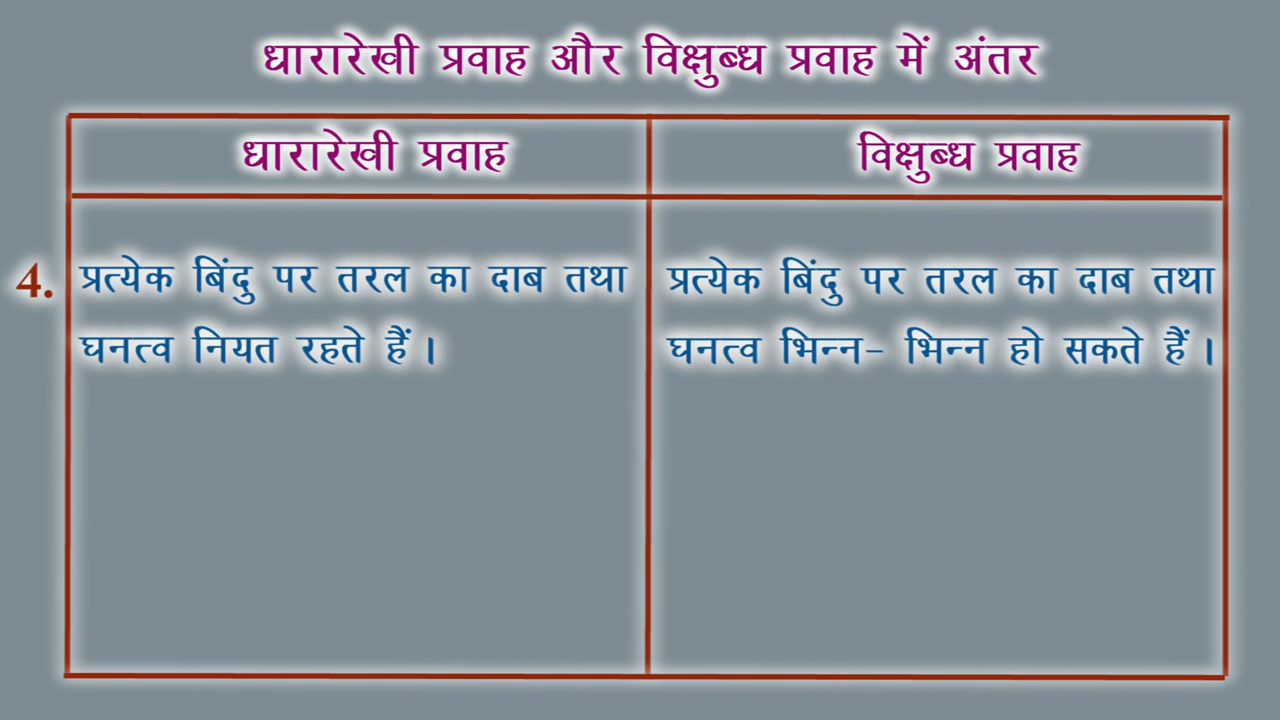 धारारेखी प्रवाह और विक्षुब्ध प्रवाह में अंतर
धारारेखी प्रवाह
विक्षुब्ध प्रवाह
4. प्रत्येक बिंदु पर तरल का दाब तथा
घनत्व नियत रहते हैं।
प्रत्येक बिंदु पर तरल का दाब तथा
घनत्व भिन्न- भिन्न हो सकते हैं।